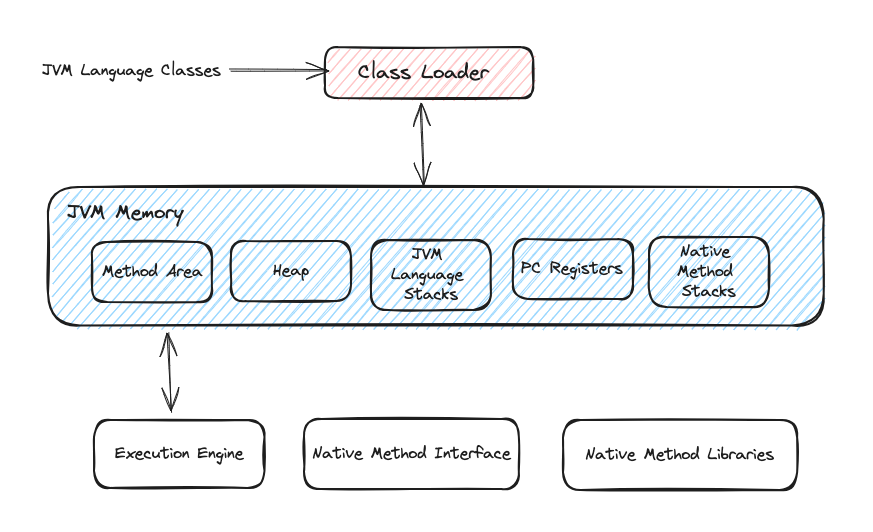 JVM Language Classes
Class Loader
JVM Memory
Method Area
Heap
JVM
Language
Stacks
PC Registers
Native
Method
Stacks
Execution Engine
Native Method Interface
Native Method Libraries